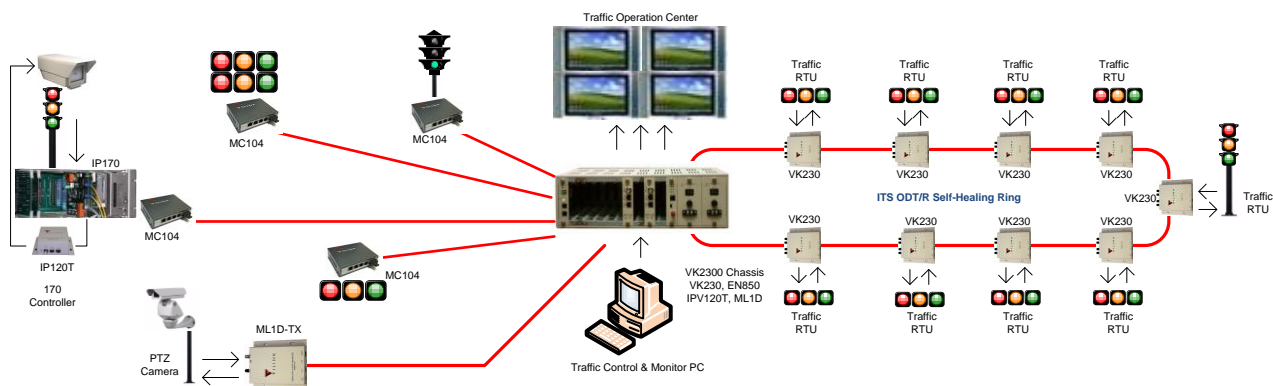 Traffic Operation Center
MC104
MC104
IP170
MC104
IP120T
170
Controller
MC104
PTZ
Camera
ML1D-TX
VK2300 Chassis
VK230, EN850
IPV120T, ML1D
Traffic Control & Monitor PC
Traffic
RTU
Traffic
RTU
Traffic
RTU
Traffic
RTU
VK230
VK230
VK230
VK230
ITS ODT/R Self-Healing Ring
VK230
Traffic
RTU
VK230
VK230
VK230
VK230
Traffic
RTU
Traffic
RTU
Traffic
RTU
Traffic
RTU